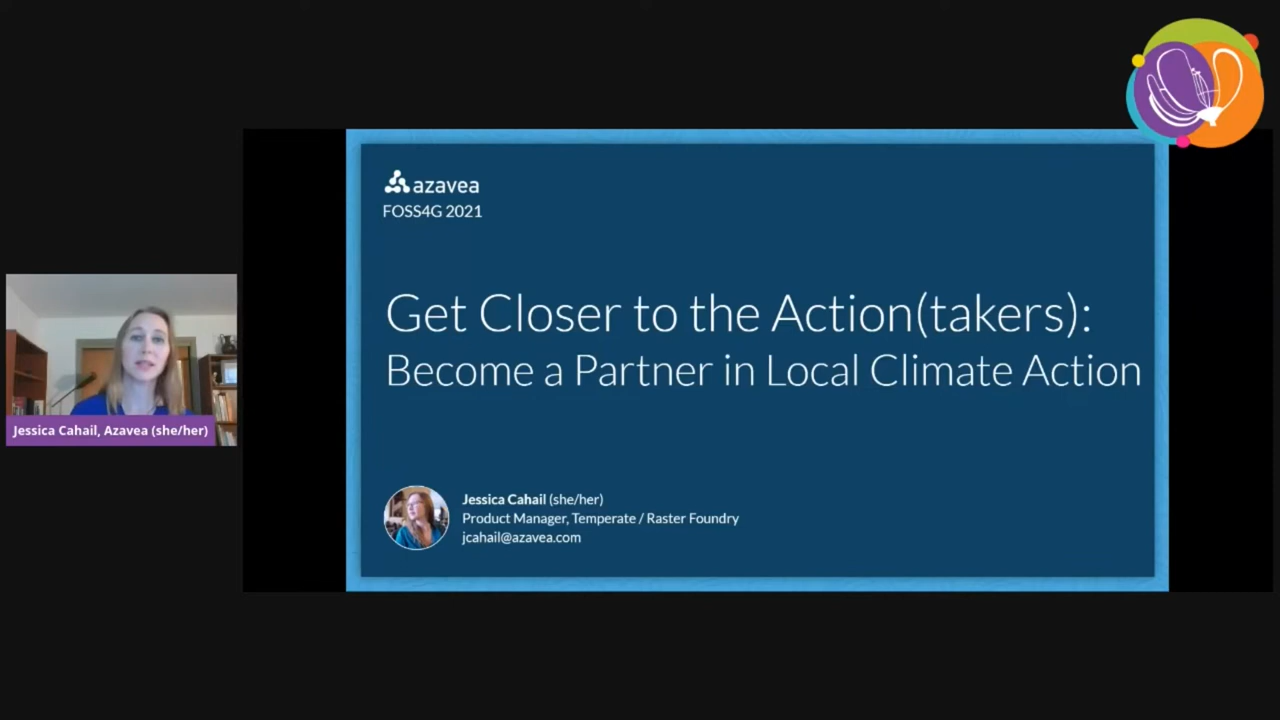 azavea
FOSS4G 2021
Get Closer to the Action(takers):
Become a Partner in Local Climate Action
Jessica Cahail, Azavea (she/her)
Jessica Cahail (she/her)
Product Manager, Temperate / Raster Foundry
jcahail@azavea.com